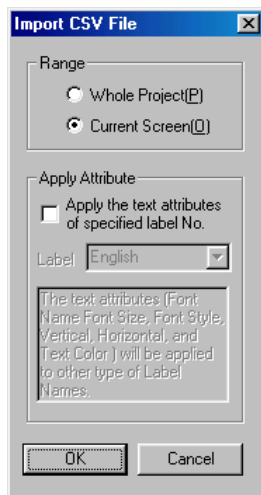 Import CSV File
Range
Whole Project(P)
Current Screen(O)
Apply Attribute
Apply the text attributes
of specified label No.
Label English
The text attributes (Font
Name Font Size, Font Style,
Vertical, Horizontal, and
Text Color ) will be applied
to other type of Label
Names.
OK Cancel